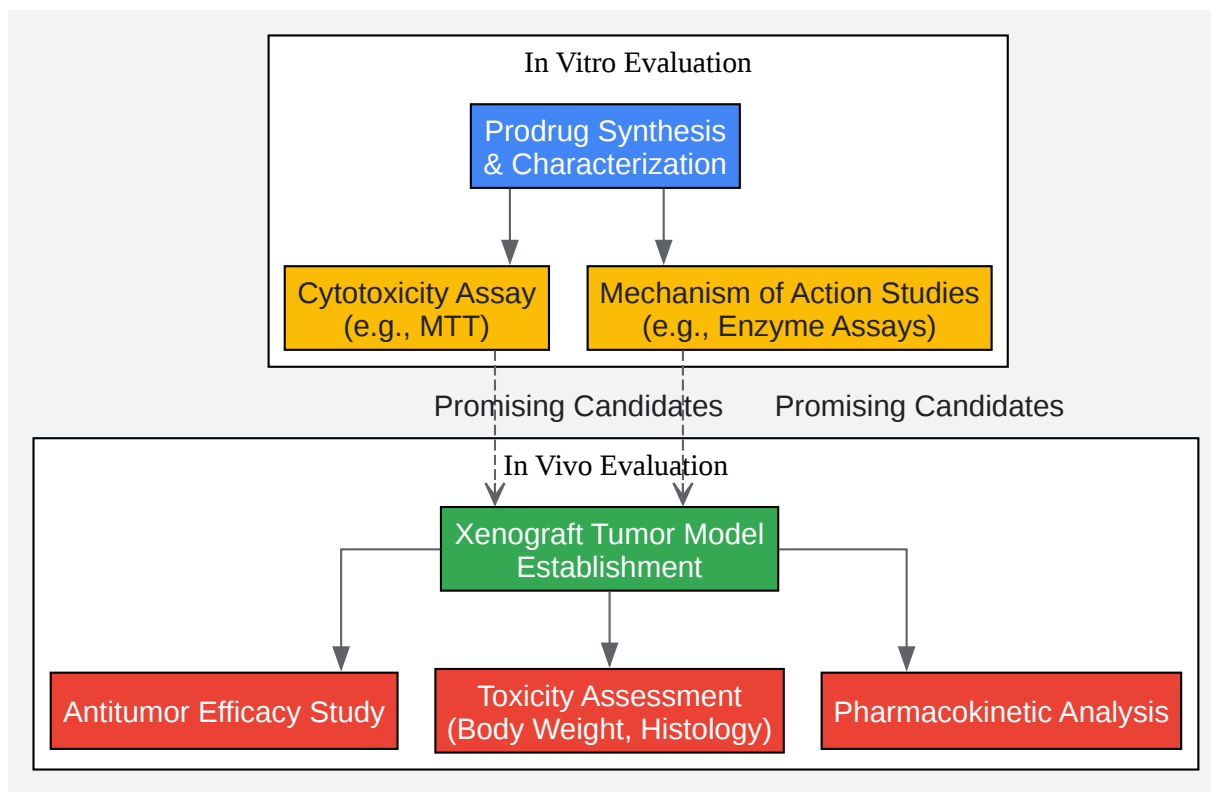 In Vitro Evaluation
Prodrug Synthesis
& Characterization
Cytotoxicity Assay
(e.g., MTT)
Mechanism of Action Studies
(e.g., Enzyme Assays)
Promising Candidates
Promising Candidates
In Vivo Evaluation
Xenograft Tumor Model
Establishment
Antitumor Efficacy Study
Toxicity Assessment
(Body Weight, Histology)
Pharmacokinetic Analysis